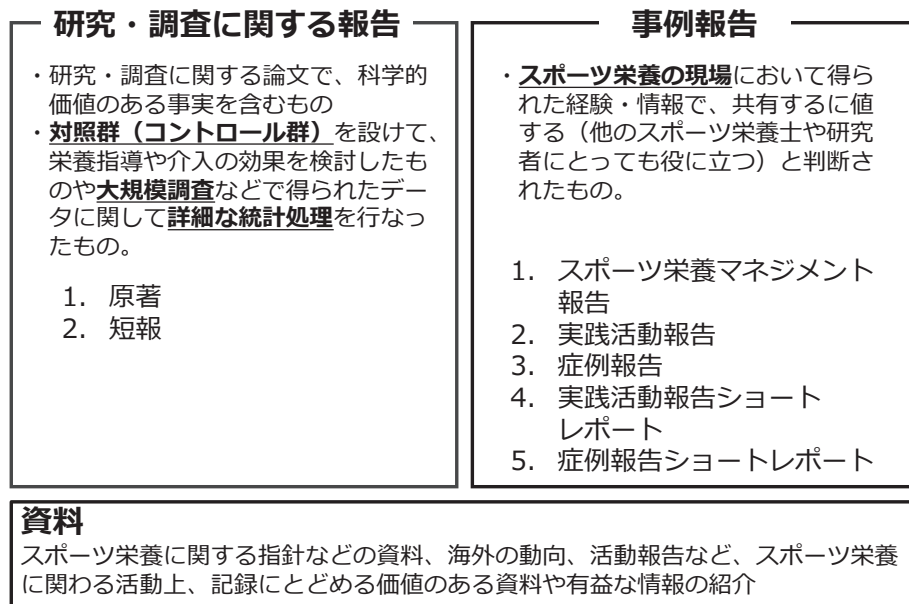 研究・調査に関する報告
・研究・調査に関する論文で、科学的
価値のある事実を含むもの
・対照群（コントロール群）を設けて、
栄養指導や介入の効果を検討したも
のや大規模調査などで得られたデー
タに関して詳細な統計処理を行なっ
たもの。
1. 原著
2. 短報
事例報告
・スポーツ栄養の現場において得ら
れた経験・情報で、共有するに値
する（他のスポーツ栄養士や研究
者にとっても役に立つ）と判断さ
れたもの。
1. スポーツ栄養マネジメント
報告
2. 実践活動報告
3. 症例報告
4. 実践活動報告ショート
レポート
5. 症例報告ショートレポート
資料
スポーツ栄養に関する指針などの資料、海外の動向、活動報告など、スポーツ栄養
に関わる活動上、記録にとどめる価値のある資料や有益な情報の紹介